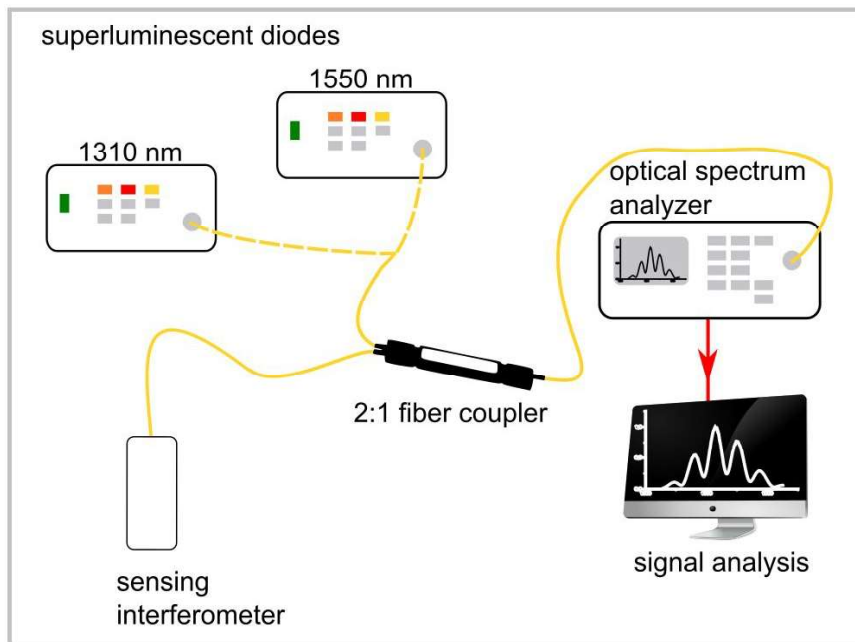 superluminescent diodes
1550 nm
1310 nm
optical spectrum
analyzer
2:1 fiber coupler
signal analysis
sensing
interferometer